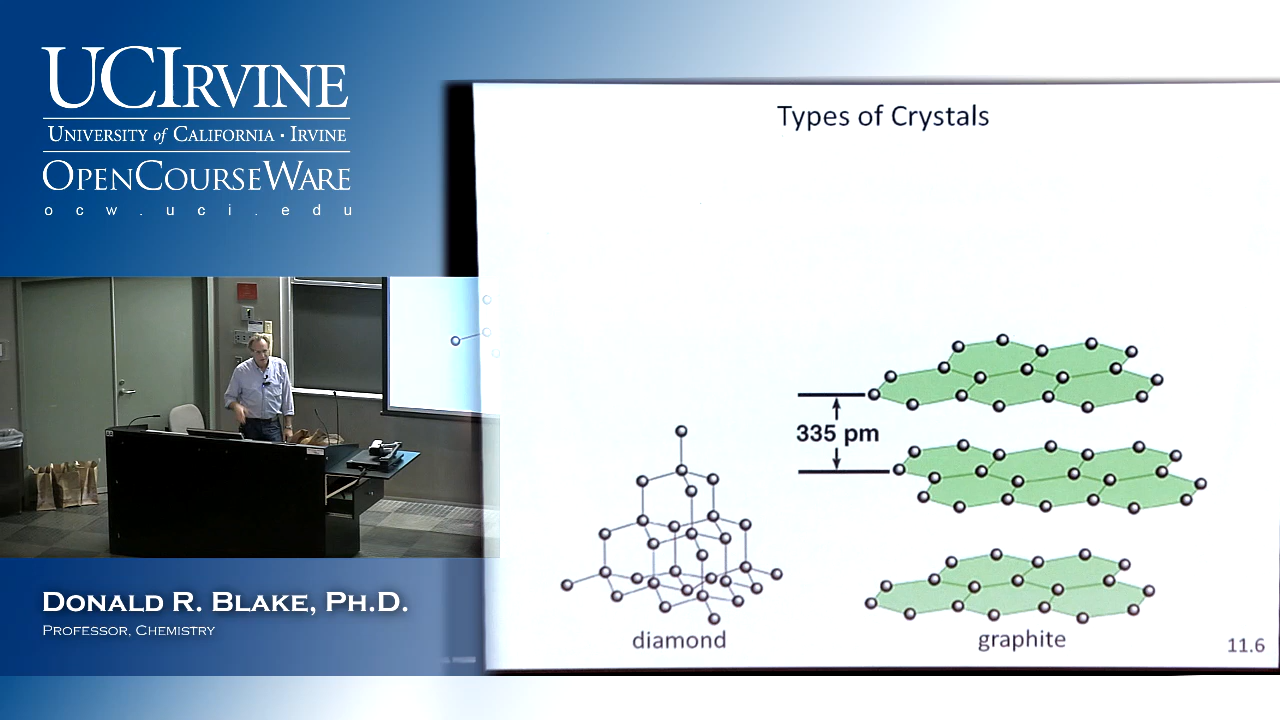 UCIRVINE
UNIVERSITY of CALIFORNIA · IRVINE
OPENCOURSEWARE
ocw.uci.edu
DONALD R. BLAKE, PH.D.
PROFESSOR, CHEMISTRY
Types of Crystals
335 pm
diamond
graphite
11.6